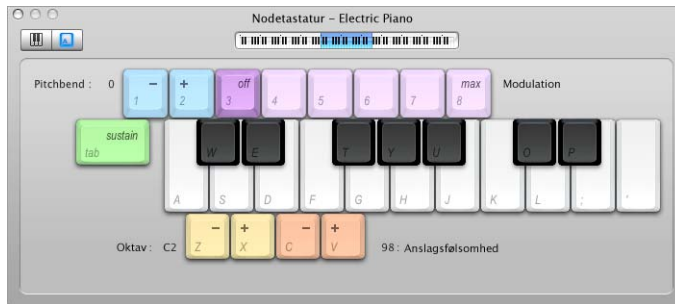 Nodetastatur – Electric Piano
Pitchbend : 0 – + off max Modulation
1 2 3 4 5 6 7 8
sustain
tab
W E T Y U O P
A S D F G H J K L ; '
– + – +
Oktav : C2 Z X C V 98 : Anslagsfølsomhed